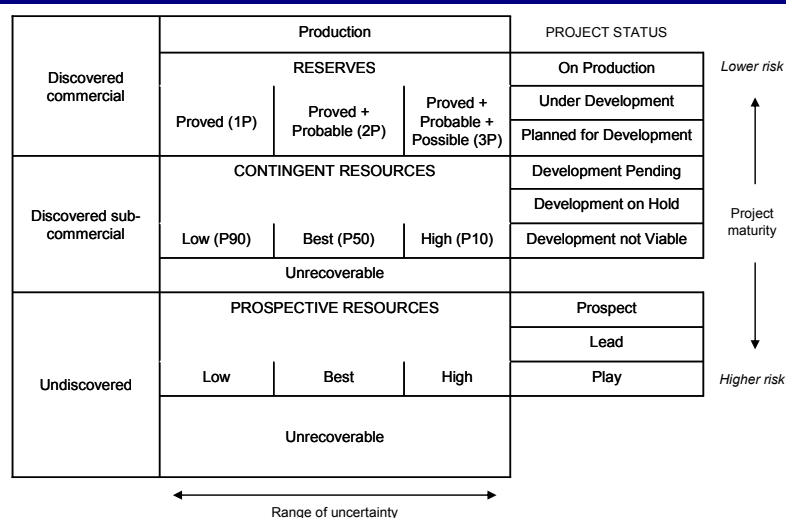 Production
PROJECT STATUS
Discovered
commercial
RESERVES
Proved (1P)
Proved +
Probable (2P)
Proved +
Probable +
Possible (3P)
On Production
Under Development
Planned for Development
Lower risk
Discovered sub-
commercial
CONTINGENT RESOURCES
Low (P90)
Best (P50)
High (P10)
Unrecoverable
Development Pending
Development on Hold
Development not Viable
Project
maturity
Undiscovered
PROSPECTIVE RESOURCES
Low
Best
High
Unrecoverable
Prospect
Lead
Play
Higher risk
Range of uncertainty